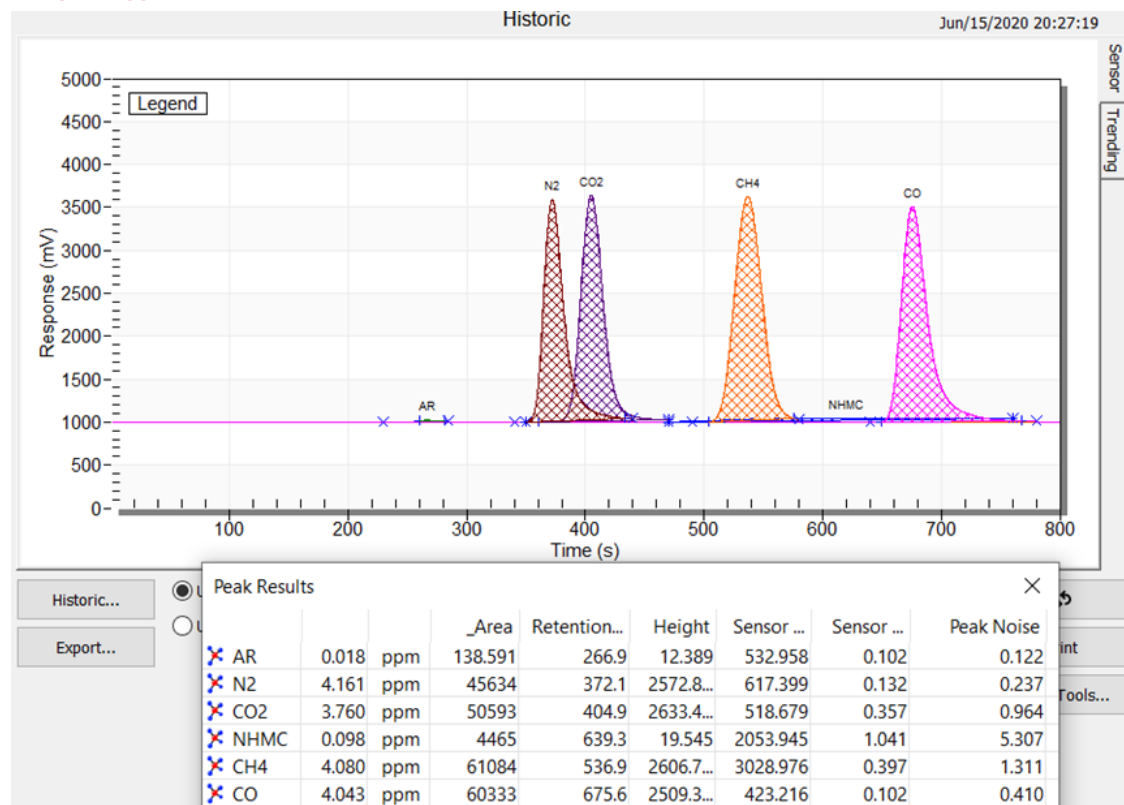 Historic
Jun/15/2020 20:27:19
Sensor
Trending
Legend
5000
4500
4000
3500
3000
2500
2000
1500
1000
500
0
Response (mV)
AR
N2
CO2
CH4
NHMC
CO
100 200 300 400 500 600 700 800
Time (s)
Historic...
Export...
Peak Results
_Area Retention... Height Sensor ... Sensor ... Peak Noise
AR 0.018 ppm 138.591 266.9 12.389 532.958 0.102 0.122
N2 4.161 ppm 45634 372.1 2572.8... 617.399 0.132 0.237
CO2 3.760 ppm 50593 404.9 2633.4... 518.679 0.357 0.964
NHMC 0.098 ppm 4465 639.3 19.545 2053.945 1.041 5.307
CH4 4.080 ppm 61084 536.9 2606.7... 3028.976 0.397 1.311
CO 4.043 ppm 60333 675.6 2509.3... 423.216 0.102 0.410
int
Tools...